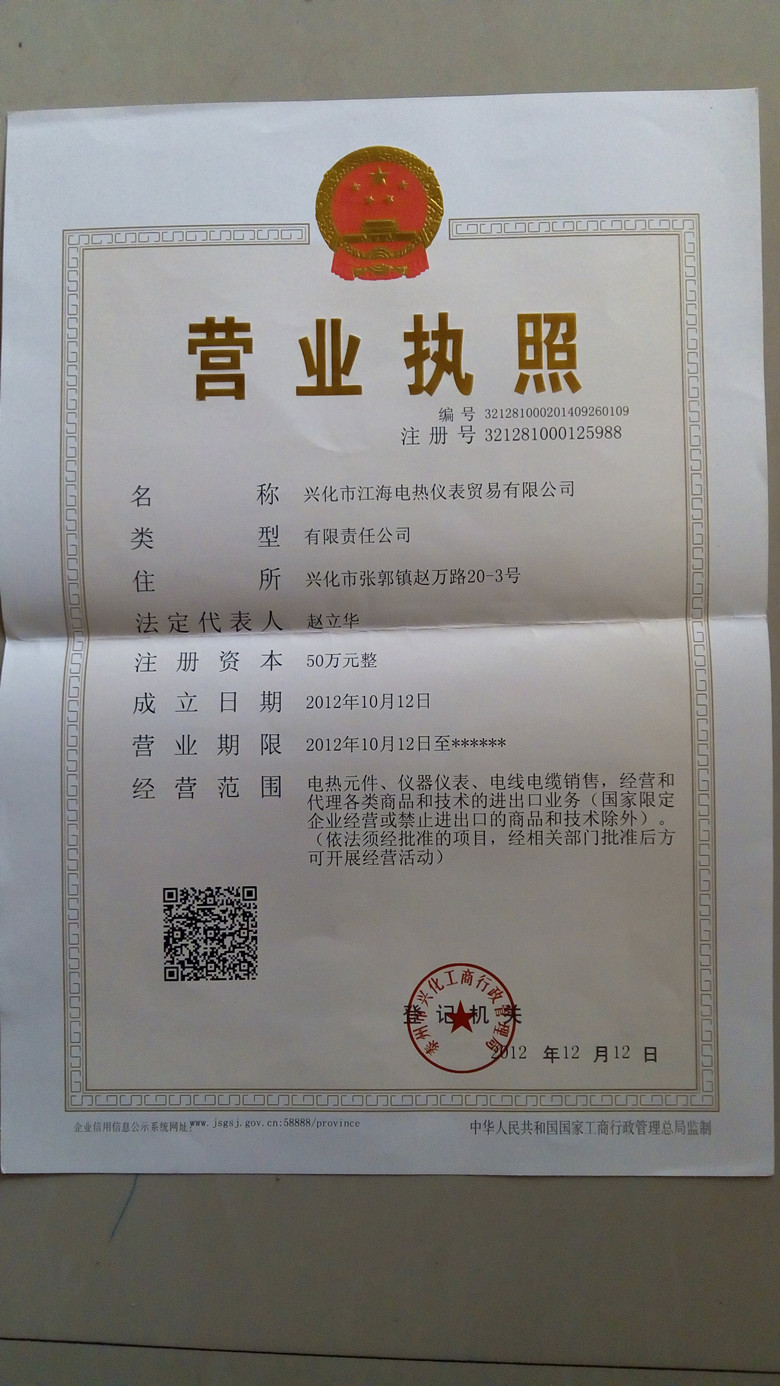 营业执照
编号 321281000201409260109
注册号 321281000125988
名称 兴化市江海电热仪表贸易有限公司
类型 有限责任公司
住所 兴化市张郭镇赵万路20-3号
法定代表人 赵立华
注册资本 50万元整
成立日期 2012年10月12日
营业期限 2012年10月12日至******
经营范围 电热元件、仪器仪表、电线电缆销售，经营和
代理各类商品和技术的进出口业务（国家限定
企业经营或禁止进出口的商品和技术除外）。
（依法须经批准的项目，经相关部门批准后方
可开展经营活动）
泰州市兴化工商行政管理局
登记机关
2012 年12 月12 日
企业信用信息公示系统网址：www.jsgsj.gov.cn:58888/province
中华人民共和国国家工商行政管理总局监制